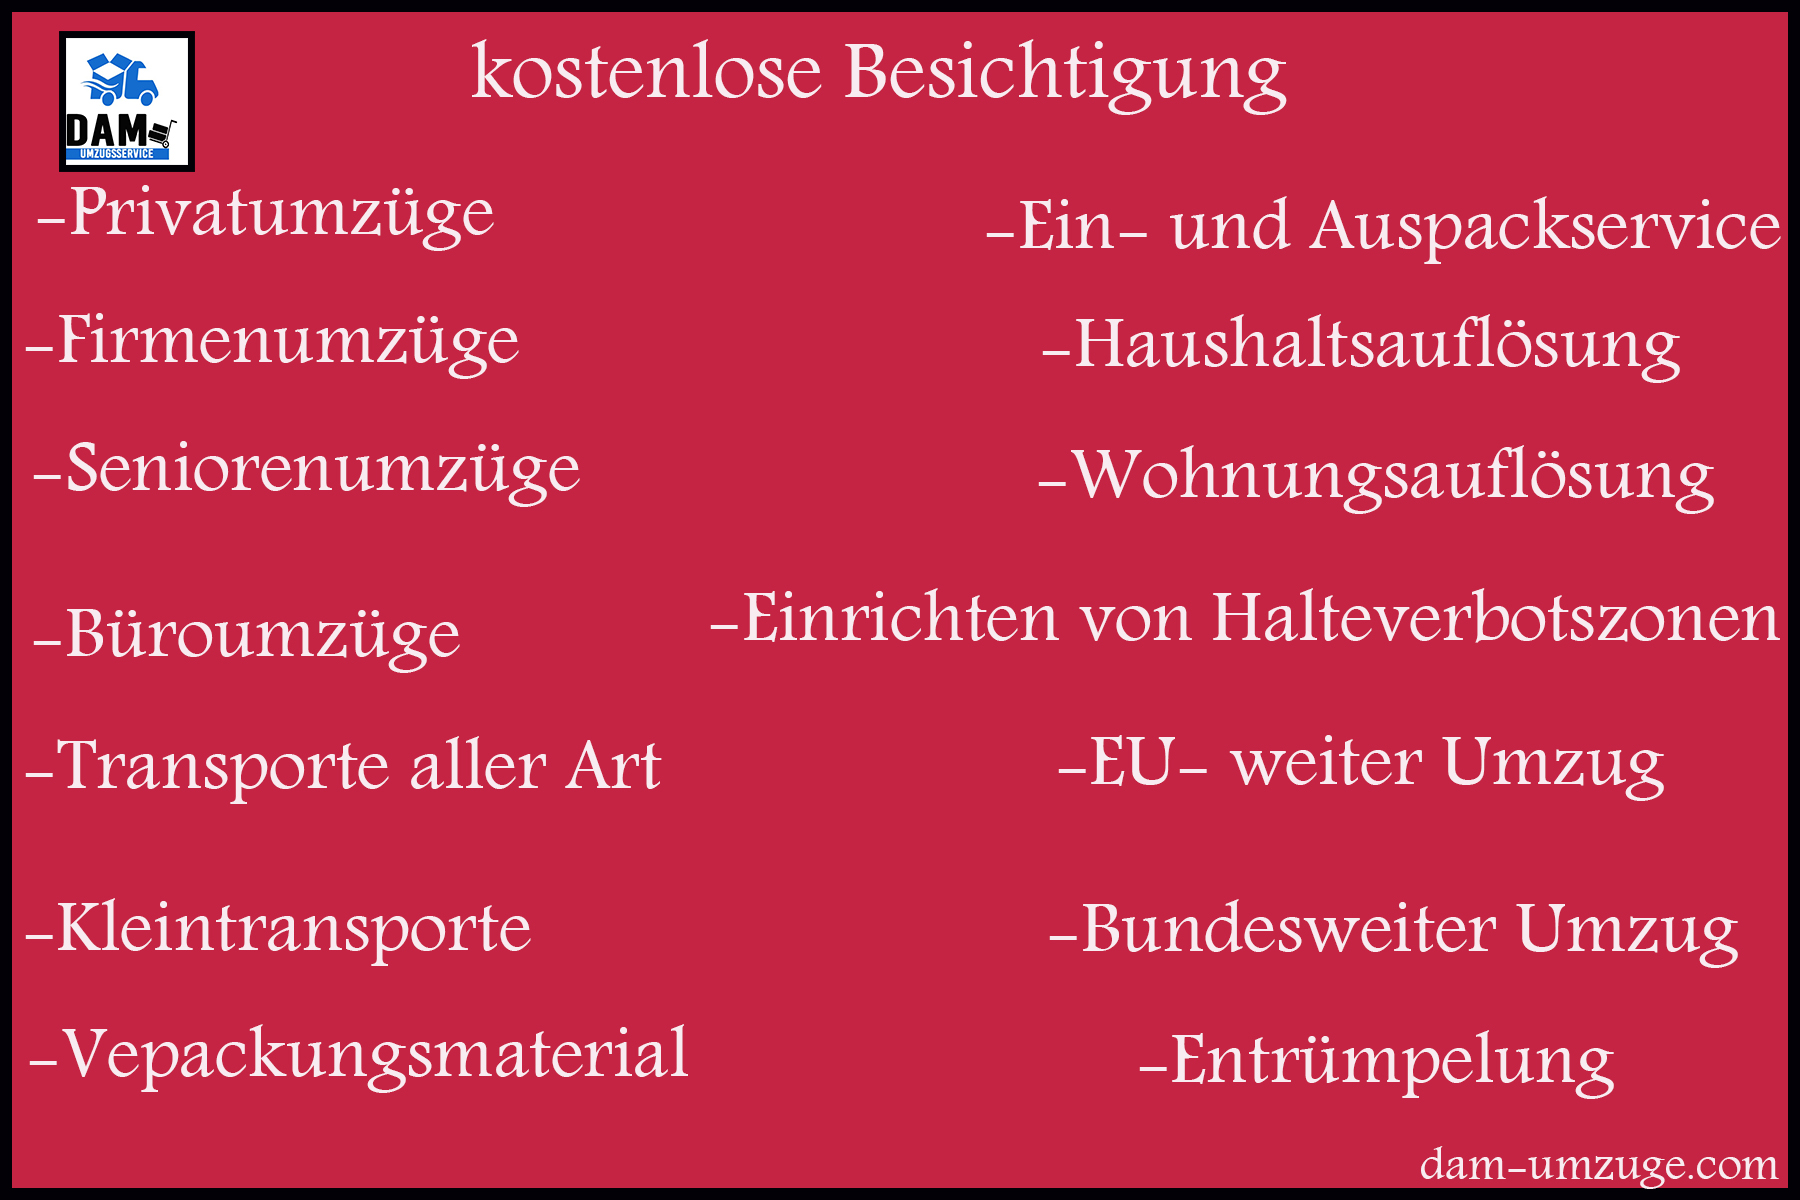 kostenlose Besichtigung
DAM
UMZUGSSERVICE
-Privatumzüge
-Firmenumzüge
-Seniorenumzüge
-Büroumzüge
-Transporte aller Art
-Kleintransporte
-Vepackungsmaterial
-Ein- und Auspackservice
-Haushaltsauflösung
-Wohnungsauflösung
-Einrichten von Halteverbotszonen
-EU- weiter Umzug
-Bundesweiter Umzug
-Entrümpelung
dam-umzuge.com